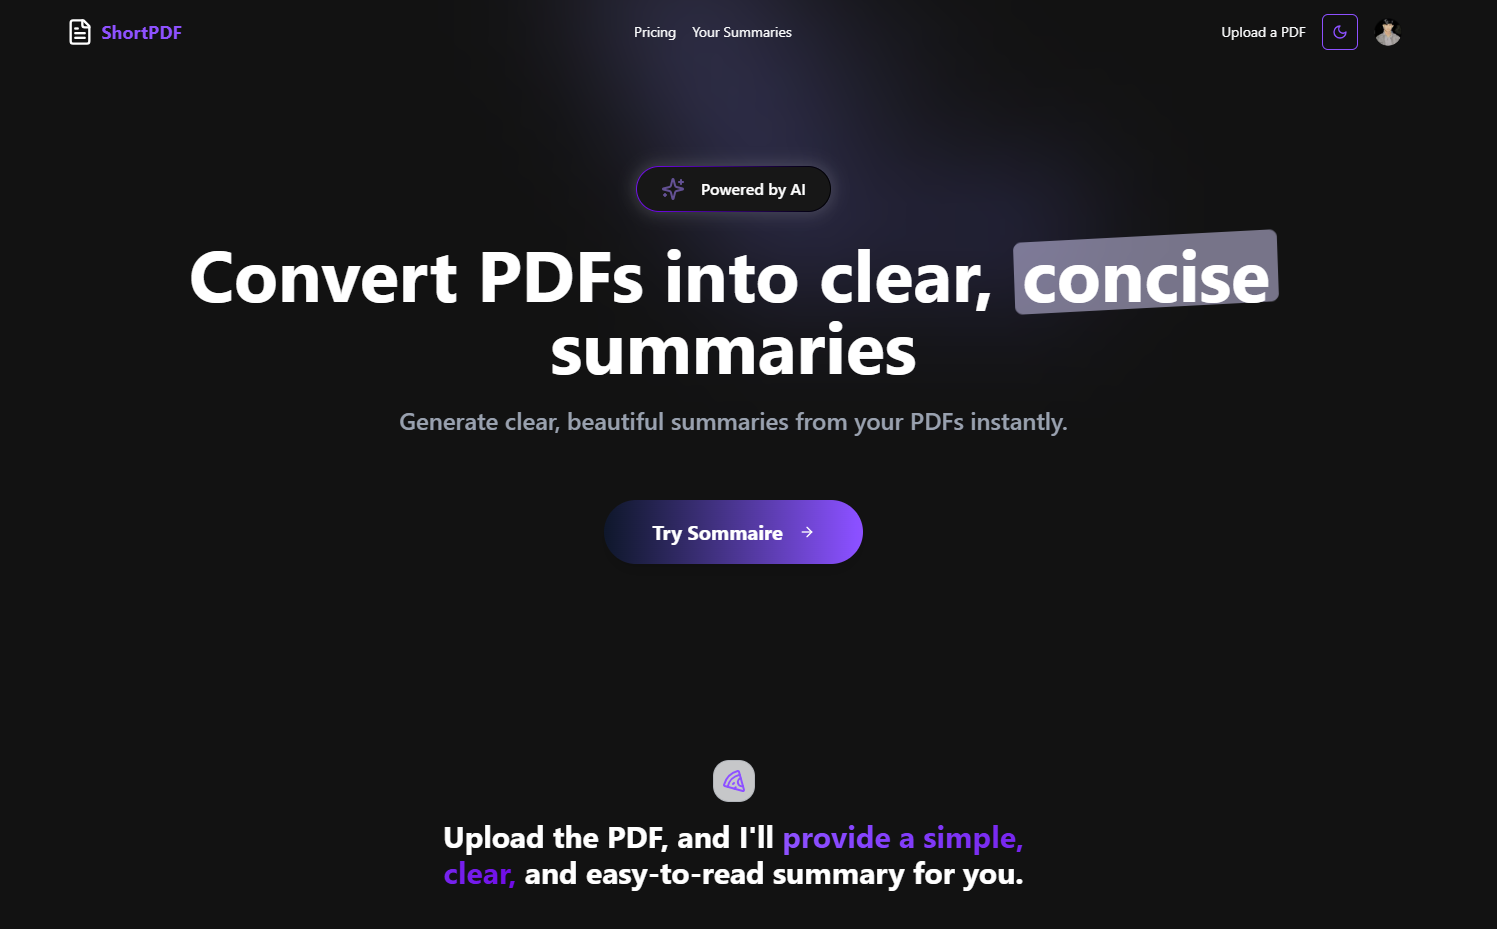 ShortPDF
Pricing
Your Summaries
Upload a PDF
Powered by AI
Convert PDFs into clear, concise
summaries
Generate clear, beautiful summaries from your PDFs instantly.
Try Sommaire
Upload the PDF, and I'll provide a simple,
clear, and easy-to-read summary for you.